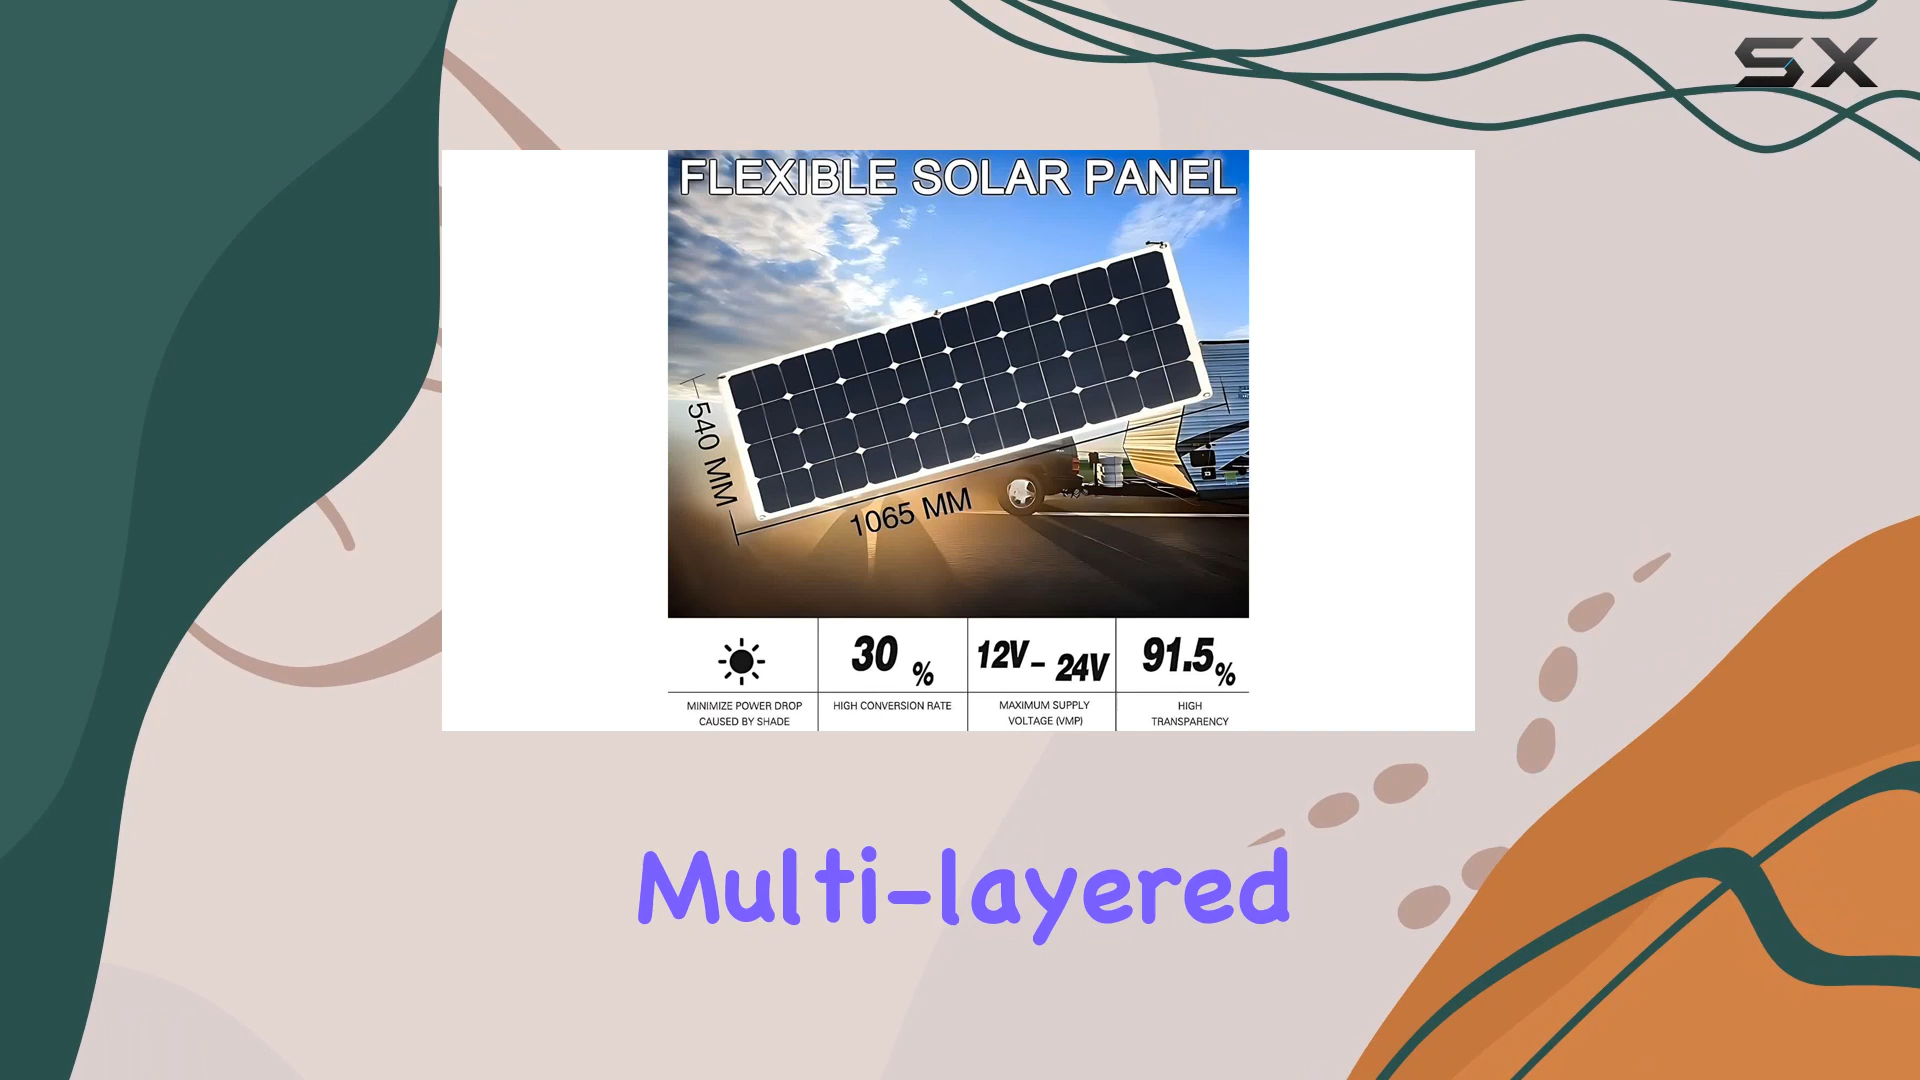 SX
FLEXIBLE SOLAR PANEL
540 MM
1065 MM
30 %
12V- 24V
91.5%
MINIMIZE POWER DROP
CAUSED BY SHADE
HIGH CONVERSION RATE
MAXIMUM SUPPLY
VOLTAGE (VMP)
HIGH
TRANSPARENCY
Multi-layered